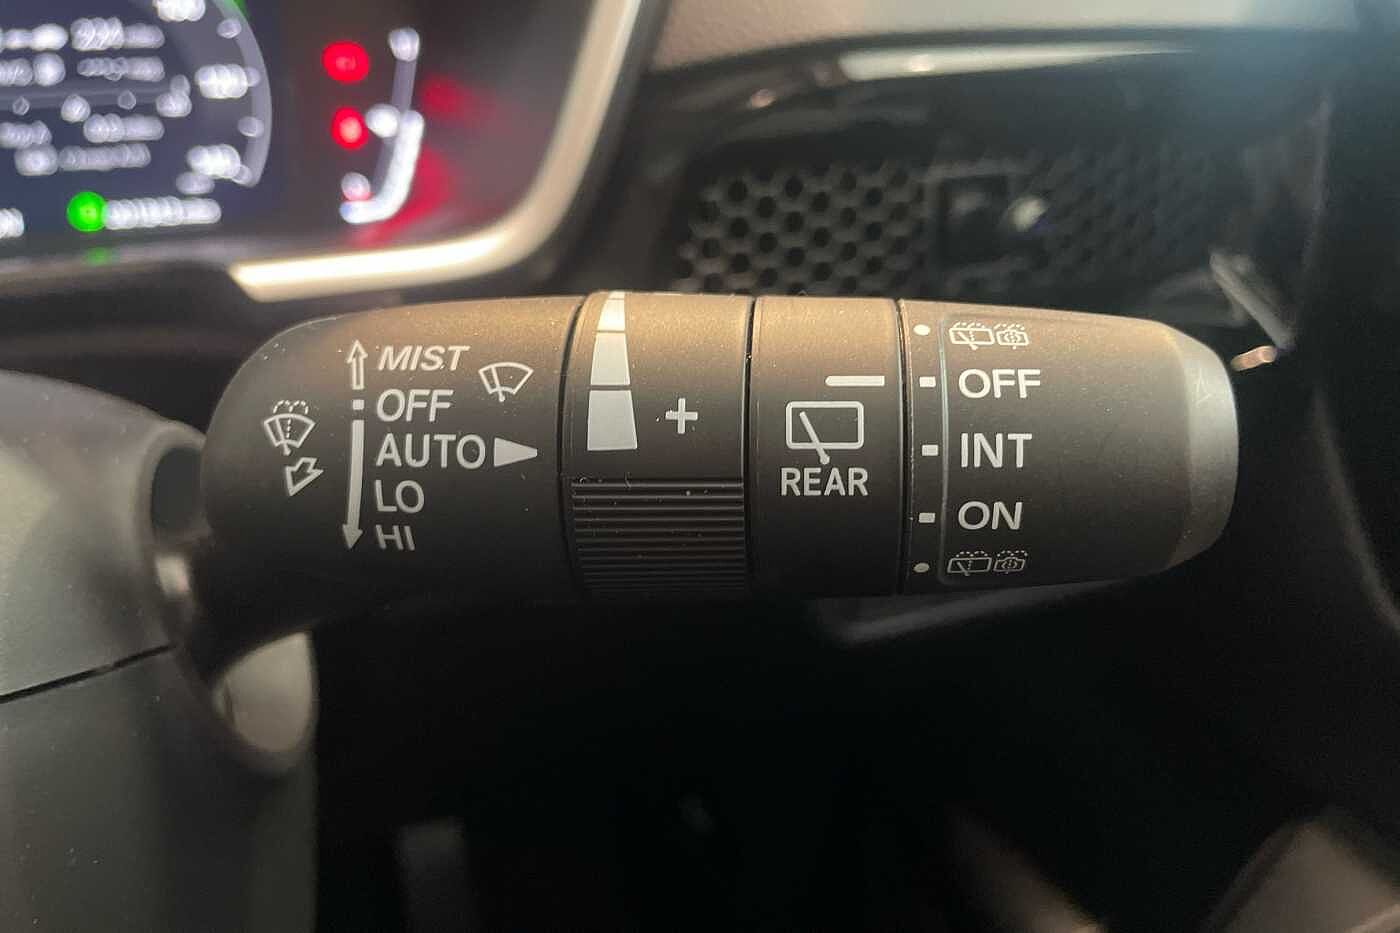 MIST
OFF
AUTO
LO
HI
+
REAR
OFF
INT
ON